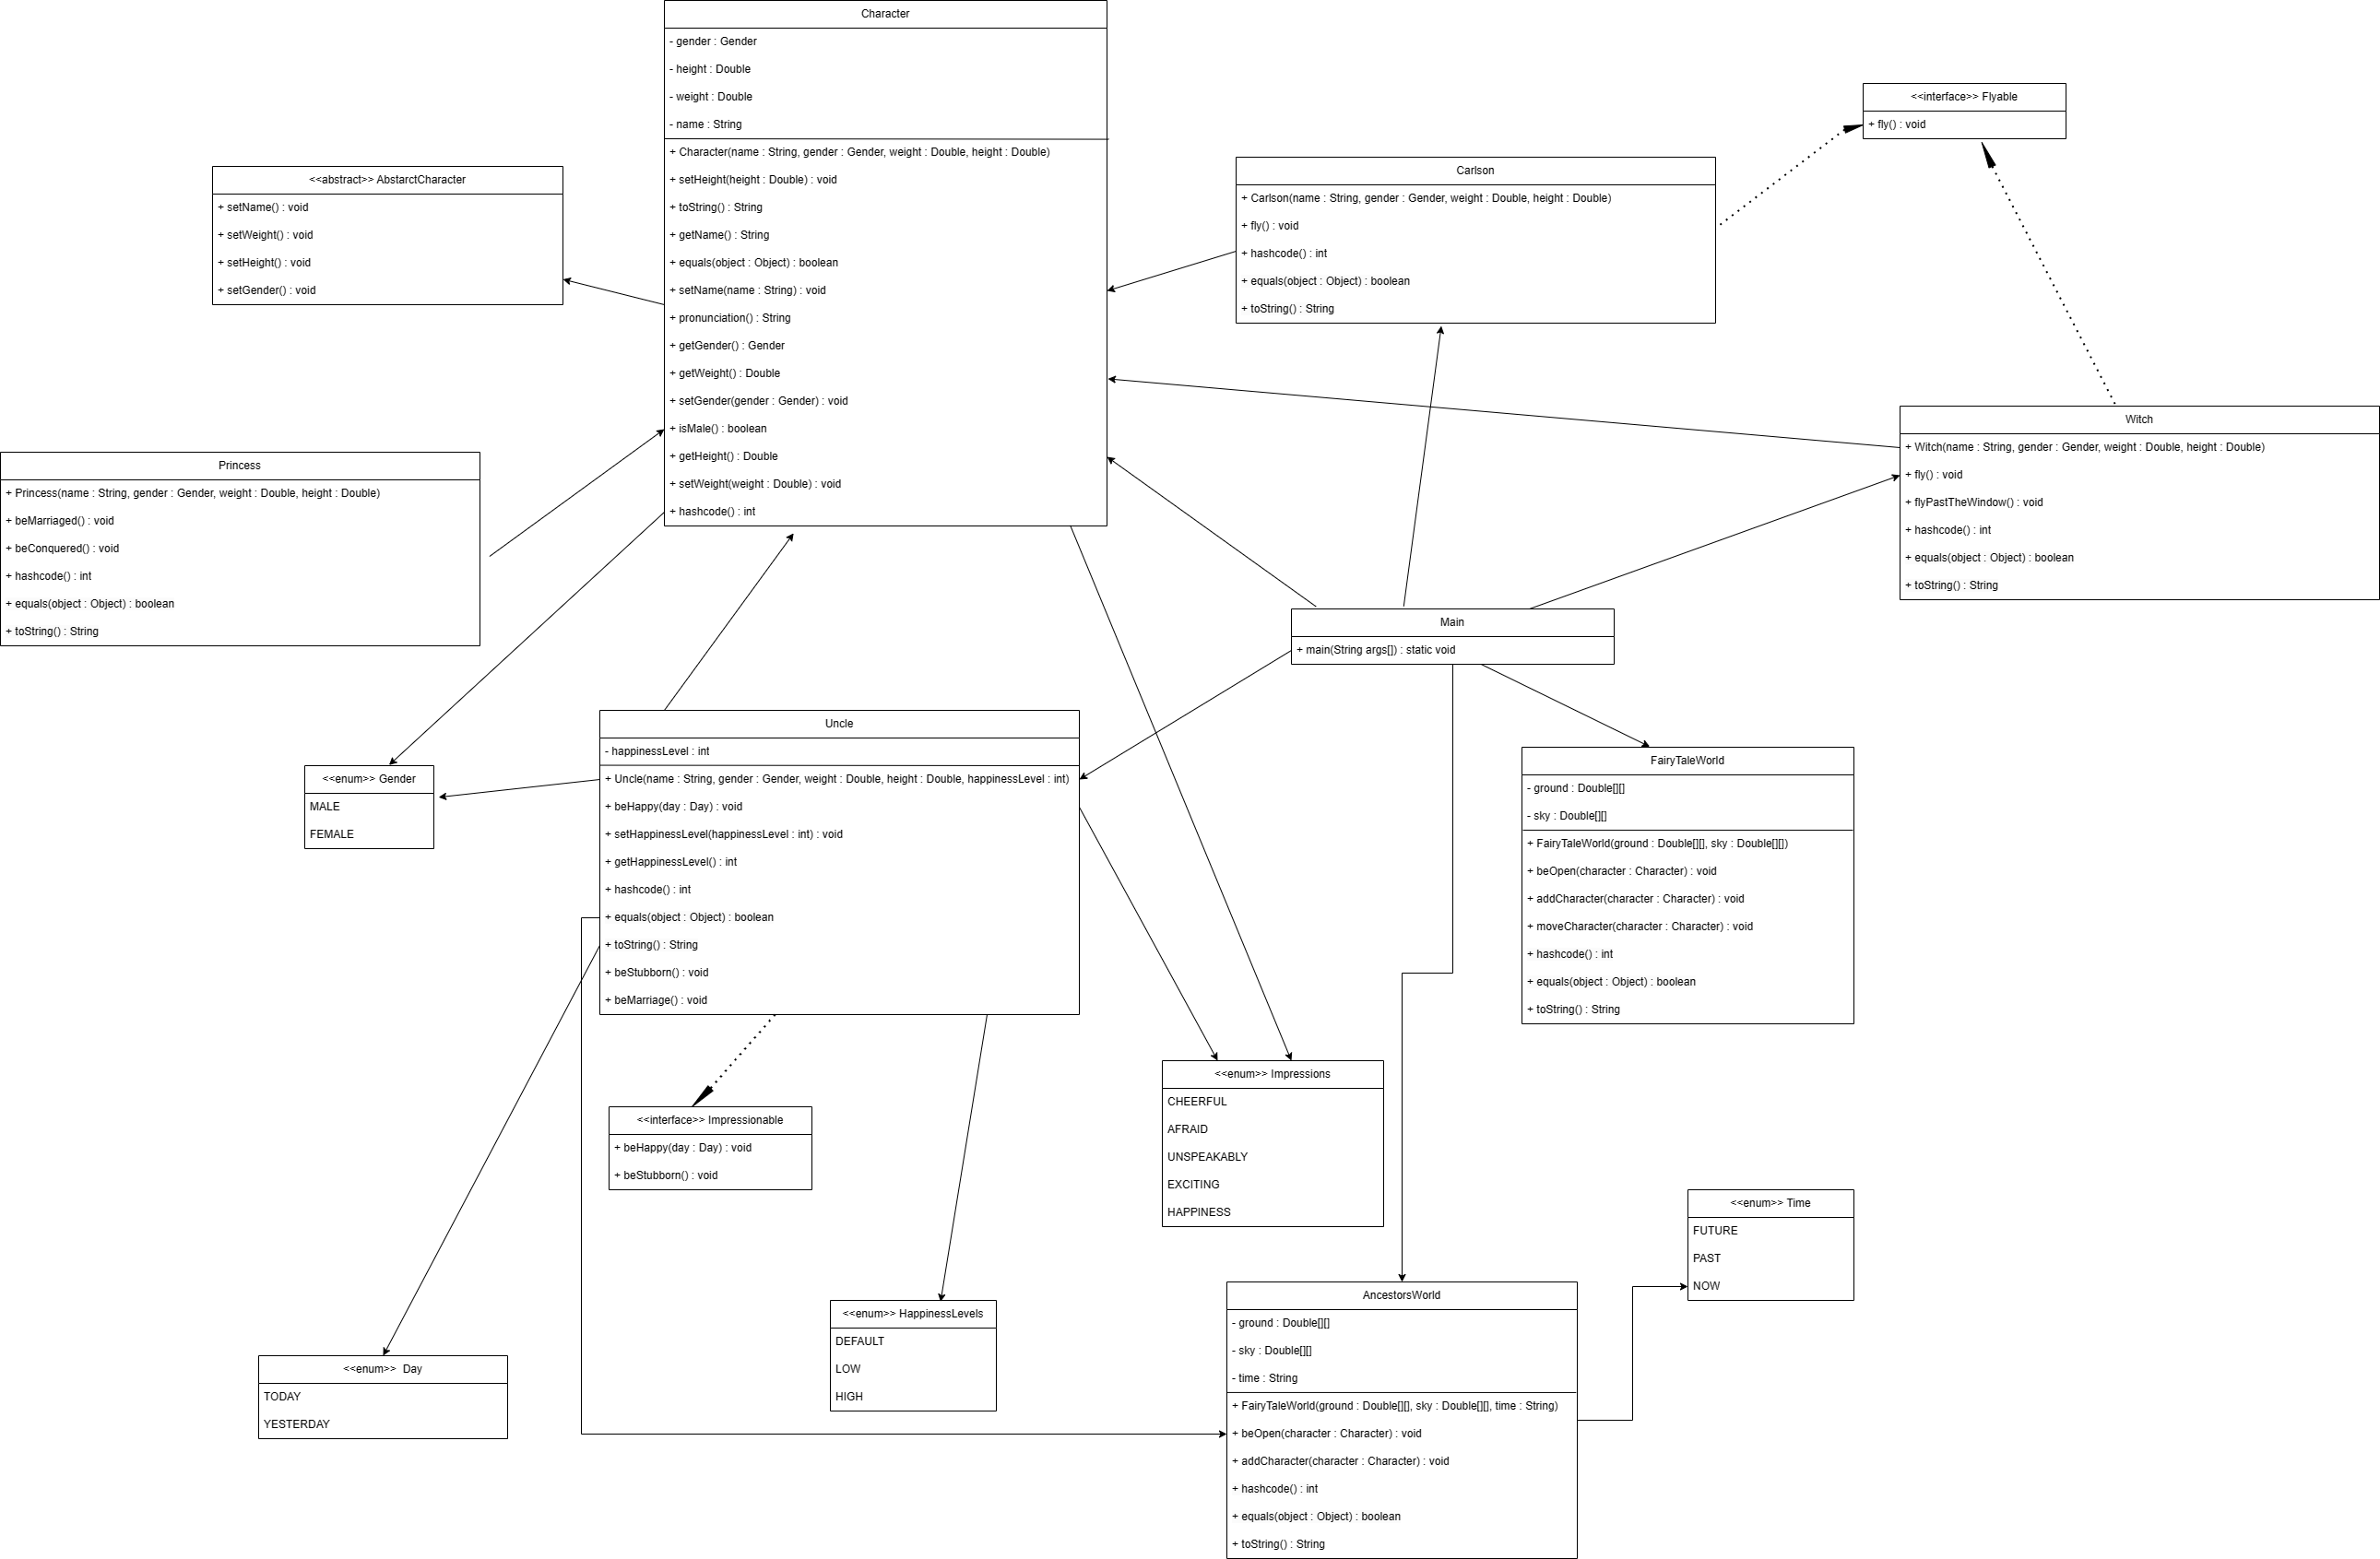 Character
- gender : Gender
- height : Double
- weight : Double
- name : String
+ Character(name : String, gender : Gender, weight : Double, height : Double)
+ setHeight(height : Double) : void
+ toString() : String
+ getName() : String
+ equals(object : Object) : boolean
+ setName(name : String) : void
+ pronunciation() : String
+ getGender() : Gender
+ getWeight() : Double
+ setGender(gender : Gender) : void
+ isMale() : boolean
+ getHeight() : Double
+ setWeight(weight : Double) : void
+ hashcode() : int
<<interface>> Flyable
+ fly() : void
<<abstract>> AbstarctCharacter
+ setName() : void
+ setWeight() : void
+ setHeight() : void
+ setGender() : void
Carlson
+ Carlson(name : String, gender : Gender, weight : Double, height : Double)
+ fly() : void
+ hashcode() : int
+ equals(object : Object) : boolean
+ toString() : String
Witch
+ Witch(name : String, gender : Gender, weight : Double, height : Double)
+ fly() : void
+ flyPastTheWindow() : void
+ hashcode() : int
+ equals(object : Object) : boolean
+ toString() : String
Princess
+ Princess(name : String, gender : Gender, weight : Double, height : Double)
+ beMarriaged() : void
+ beConquered() : void
+ hashcode() : int
+ equals(object : Object) : boolean
+ toString() : String
Main
+ main(String args[]) : static void
Uncle
- happinessLevel : int
+ Uncle(name : String, gender : Gender, weight : Double, height : Double, happinessLevel : int)
+ beHappy(day : Day) : void
+ setHappinessLevel(happinessLevel : int) : void
+ getHappinessLevel() : int
+ hashcode() : int
+ equals(object : Object) : boolean
+ toString() : String
+ beStubborn() : void
+ beMarriage() : void
<<enum>> Gender
MALE
FEMALE
FairyTaleWorld
- ground : Double[][]
- sky : Double[][]
+ FairyTaleWorld(ground : Double[][], sky : Double[][])
+ beOpen(character : Character) : void
+ addCharacter(character : Character) : void
+ moveCharacter(character : Character) : void
+ hashcode() : int
+ equals(object : Object) : boolean
+ toString() : String
<<enum>> Impressions
CHEERFUL
AFRAID
UNSPEAKABLY
EXCITING
HAPPINESS
<<interface>> Impressionable
+ beHappy(day : Day) : void
+ beStubborn() : void
<<enum>> Time
FUTURE
PAST
NOW
AncestorsWorld
- ground : Double[][]
- sky : Double[][]
- time : String
+ FairyTaleWorld(ground : Double[][], sky : Double[][], time : String)
+ beOpen(character : Character) : void
+ addCharacter(character : Character) : void
+ hashcode() : int
+ equals(object : Object) : boolean
+ toString() : String
<<enum>> HappinessLevels
DEFAULT
LOW
HIGH
<<enum>> Day
TODAY
YESTERDAY